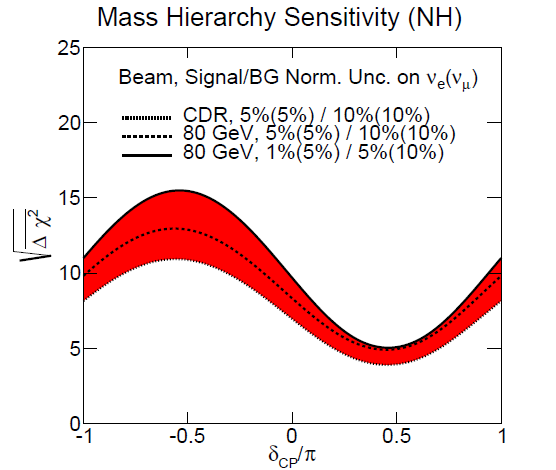 Mass Hierarchy Sensitivity (NH)
25
Beam, Signal/BG Norm. Unc. on νe(νμ)
20
CDR, 5%(5%) / 10%(10%)
80 GeV, 5%(5%) / 10%(10%)
80 GeV, 1%(5%) / 5%(10%)
15
√Δ χ²
10
5
0
-1 -0.5 0 0.5 1
δCP/π